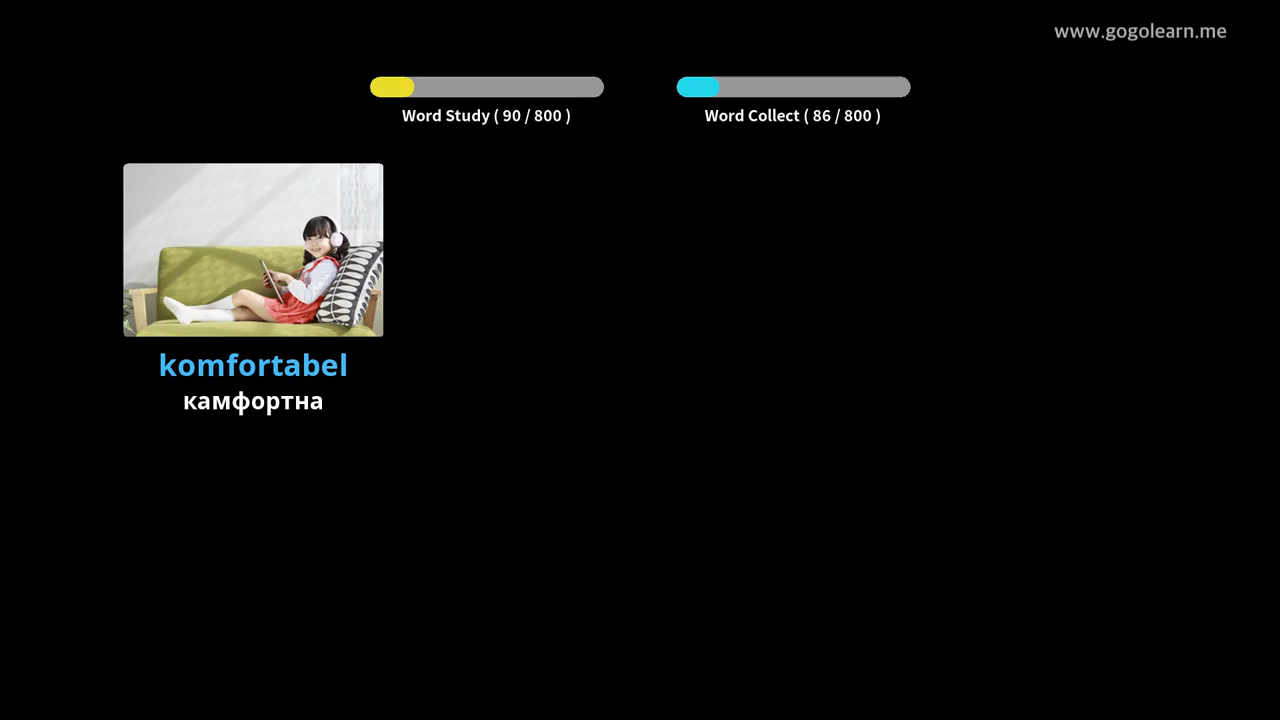 www.gogolearn.me
Word Study ( 90 / 800 )
Word Collect ( 86 / 800 )
komfortabel
камфортна